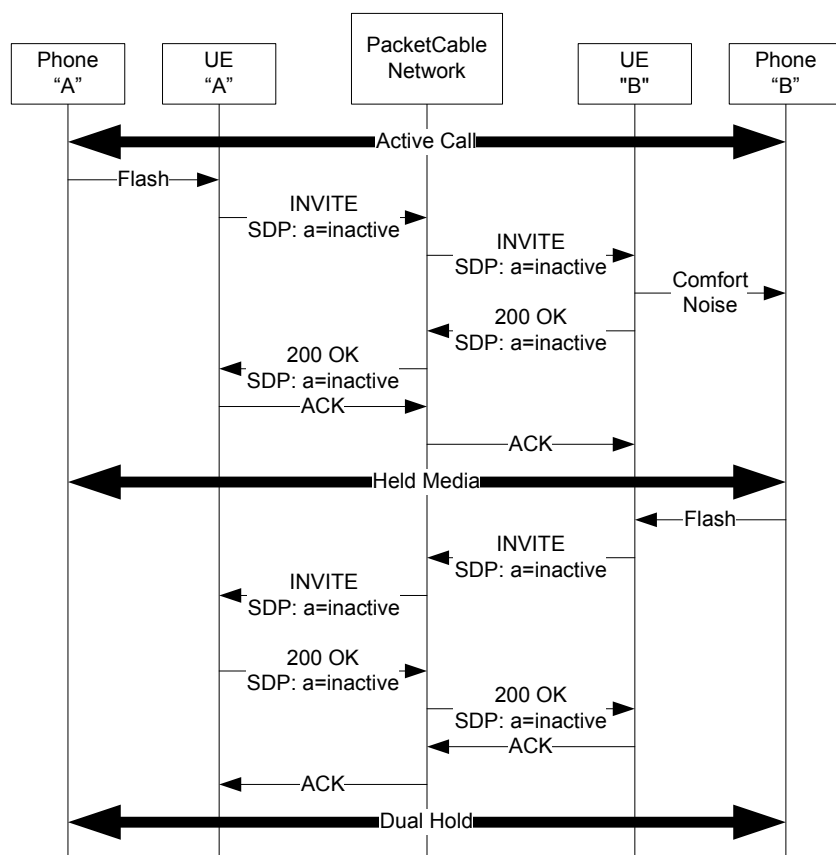 Phone
“A”
UE
“A”
PacketCable
Network
UE
"B"
Phone
“B”
Active Call
Flash
INVITE
SDP: a=inactive
INVITE
SDP: a=inactive
Comfort
Noise
200 OK
SDP: a=inactive
200 OK
SDP: a=inactive
ACK
ACK
Held Media
Flash
INVITE
SDP: a=inactive
INVITE
SDP: a=inactive
200 OK
SDP: a=inactive
200 OK
SDP: a=inactive
ACK
ACK
Dual Hold